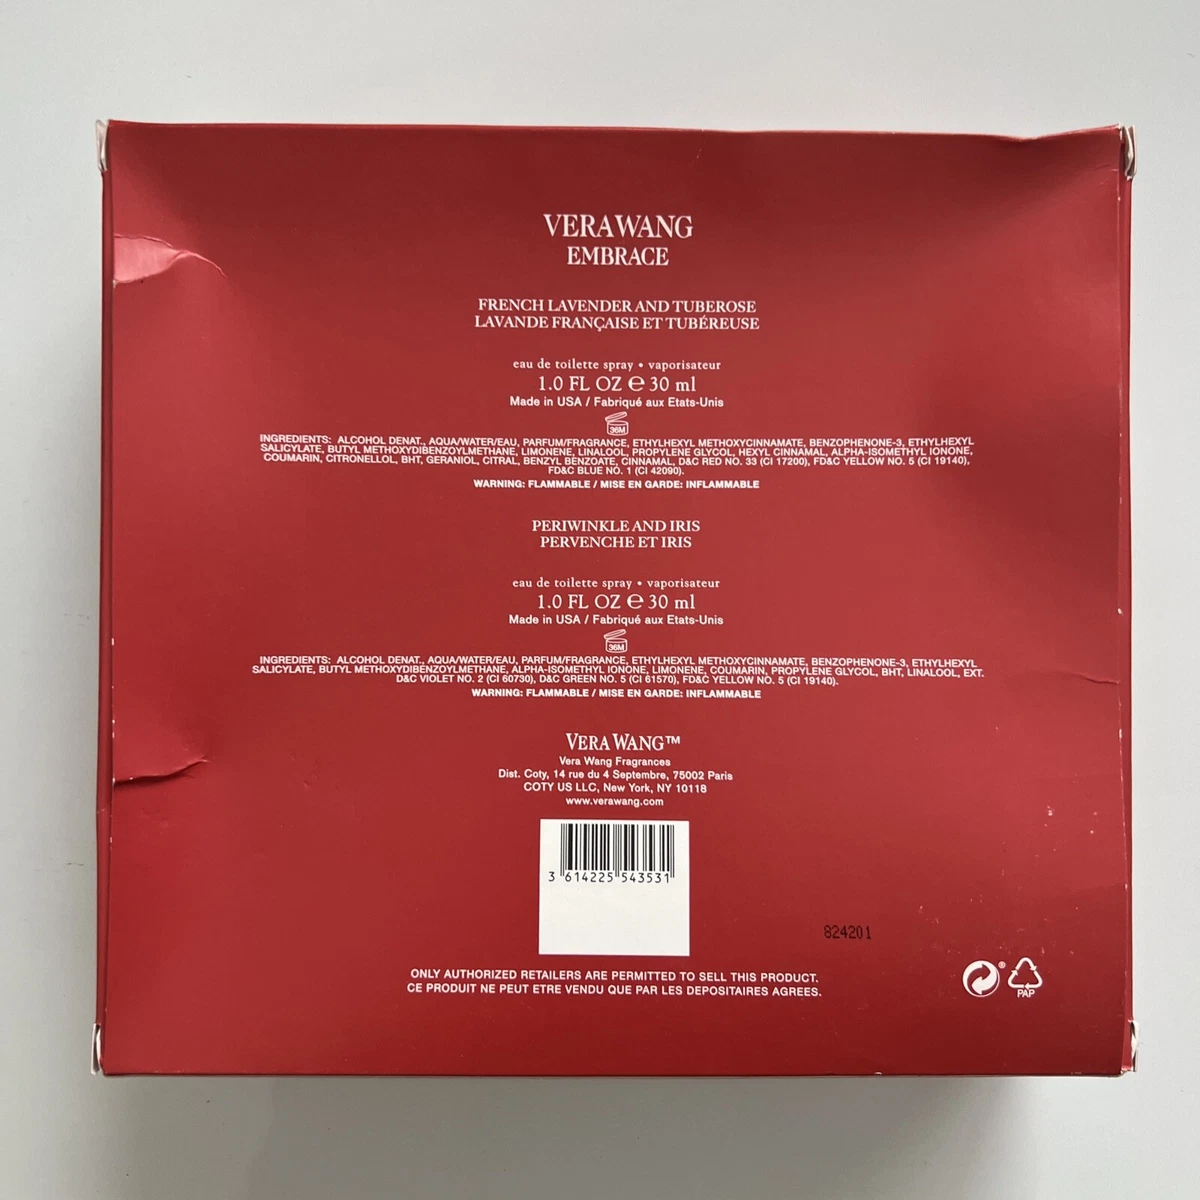 VERA WANG
EMBRACE
FRENCH LAVENDER AND TUBEROSE
LAVANDE FRANÇAISE ET TUBÉREUSE
eau de toilette spray • vaporisateur
1.0 FL OZ ℮ 30 ml
Made in USA / Fabriqué aux Etats-Unis
36M
INGREDIENTS: ALCOHOL DENAT., AQUA/WATER/EAU, PARFUM/FRAGRANCE, ETHYLHEXYL METHOXYCINNAMATE, BENZOPHENONE-3, ETHYLHEXYL
SALICYLATE, BUTYL METHOXYDIBENZOYLMETHANE, LIMONENE, LINALOOL, PROPYLENE GLYCOL, HEXYL CINNAMAL, ALPHA-ISOMETHYL IONONE,
COUMARIN, CITRONELLOL, BHT, GERANIOL, CITRAL, BENZYL BENZOATE, CINNAMAL, D&C RED NO. 33 (CI 17200), FD&C YELLOW NO. 5 (CI 19140),
FD&C BLUE NO. 1 (CI 42090).
WARNING: FLAMMABLE / MISE EN GARDE: INFLAMMABLE
PERIWINKLE AND IRIS
PERVENCHE ET IRIS
eau de toilette spray • vaporisateur
1.0 FL OZ ℮ 30 ml
Made in USA / Fabriqué aux Etats-Unis
36M
INGREDIENTS: ALCOHOL DENAT., AQUA/WATER/EAU, PARFUM/FRAGRANCE, ETHYLHEXYL METHOXYCINNAMATE, BENZOPHENONE-3, ETHYLHEXYL
SALICYLATE, BUTYL METHOXYDIBENZOYLMETHANE, ALPHA-ISOMETHYL IONONE, LIMONENE, COUMARIN, PROPYLENE GLYCOL, BHT, LINALOOL, EXT.
D&C VIOLET NO. 2 (CI 60730), D&C GREEN NO. 5 (CI 61570), FD&C YELLOW NO. 5 (CI 19140).
WARNING: FLAMMABLE / MISE EN GARDE: INFLAMMABLE
VERA WANG™
Vera Wang Fragrances
Dist. Coty, 14 rue du 4 Septembre, 75002 Paris
COTY US LLC, New York, NY 10118
www.verawang.com
3 614225 543531
824201
ONLY AUTHORIZED RETAILERS ARE PERMITTED TO SELL THIS PRODUCT.
CE PRODUIT NE PEUT ETRE VENDU QUE PAR LES DEPOSITAIRES AGREES.
®
PAP